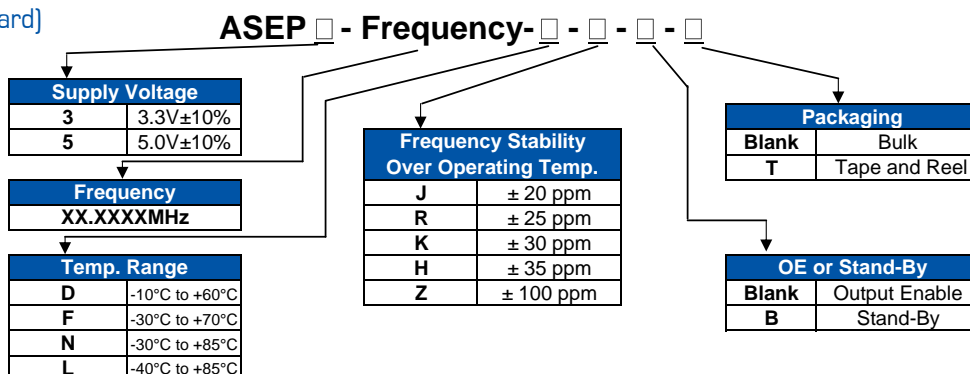 ard)
ASEP □ - Frequency- □ - □ - □ - □
Supply Voltage
3 3.3V±10%
5 5.0V±10%
Frequency
XX.XXXXMHz
Temp. Range
D -10°C to +60°C
F -30°C to +70°C
N -30°C to +85°C
L -40°C to +85°C
Frequency Stability
Over Operating Temp.
J ± 20 ppm
R ± 25 ppm
K ± 30 ppm
H ± 35 ppm
Z ± 100 ppm
Packaging
Blank Bulk
T Tape and Reel
OE or Stand-By
Blank Output Enable
B Stand-By